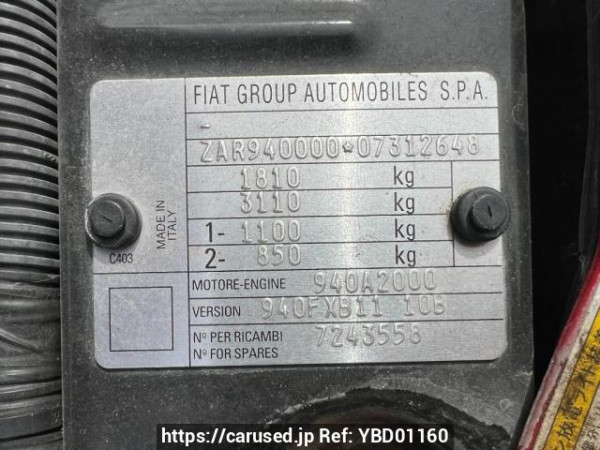 FIAT GROUP AUTOMOBILES S.P.A.
-
ZAR940000*07312648
1810 kg
3110 kg
1- 1100 kg
2- 850 kg
MADE IN
ITALY
C403
MOTORE-ENGINE 940A2000
VERSION 940FXB11 10B
Nº PER RICAMBI
Nº FOR SPARES
7243558
https://carused.jp Ref: YBD01160